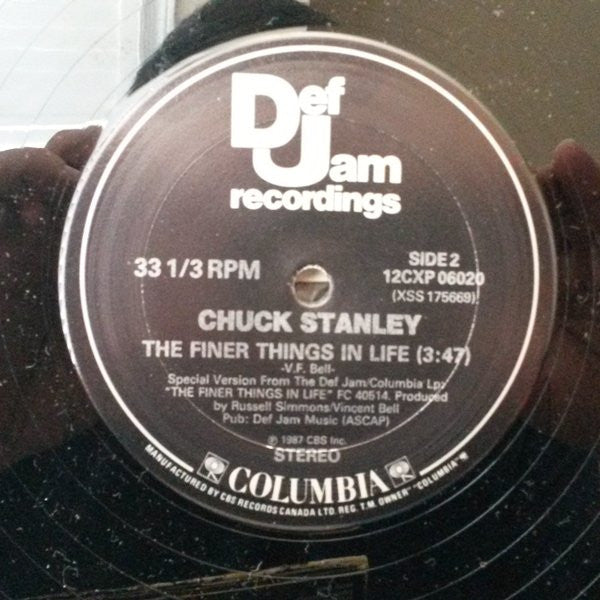 Def
Jam
recordings
33 1/3 RPM
SIDE 2
12CXP 06020
(XSS 175669)
CHUCK STANLEY
THE FINER THINGS IN LIFE (3:47)
-V.F. Bell-
Special Version From The Def Jam/Columbia Lp:
"THE FINER THINGS IN LIFE" FC 40514. Produced
by Russell Simmons/Vincent Bell
Pub: Def Jam Music (ASCAP)
℗ 1987 CBS Inc.
STEREO
COLUMBIA
MANUFACTURED BY CBS RECORDS CANADA LTD. REG. T.M. OWNER "COLUMBIA"